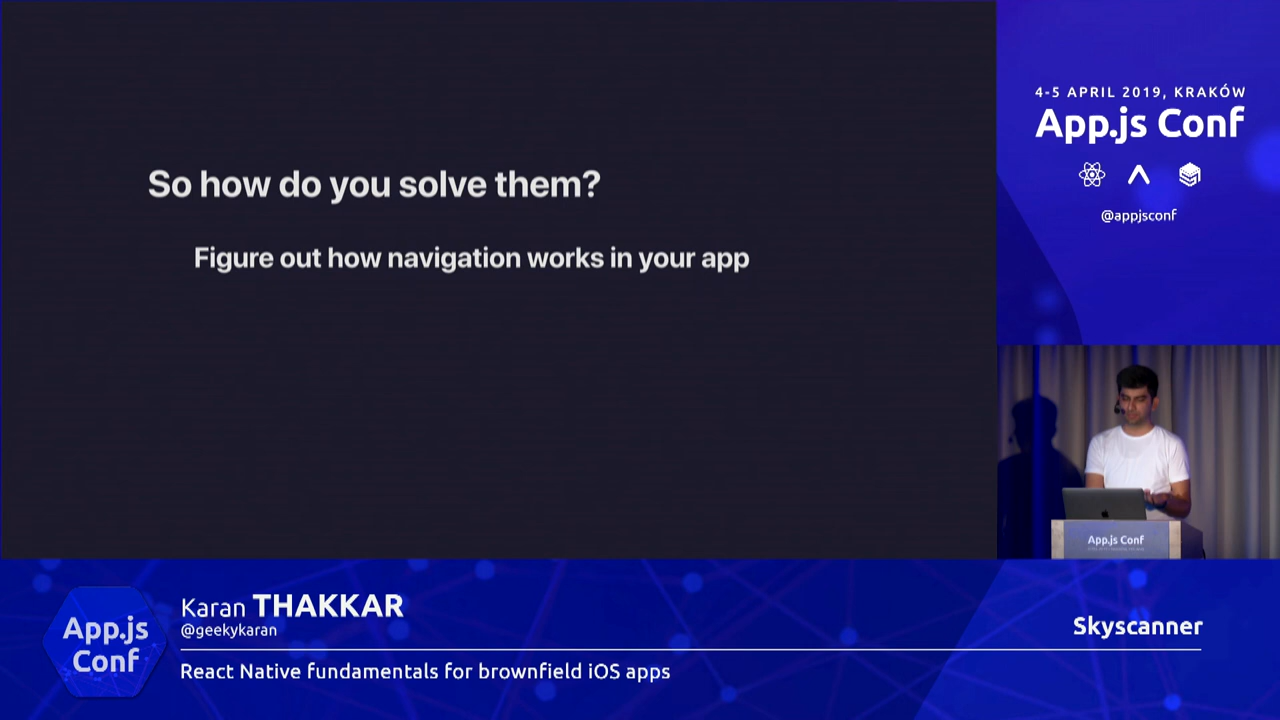 So how do you solve them?
Figure out how navigation works in your app
4-5 APRIL 2019, KRAKÓW
App.js Conf
@appjsconf
App.js Conf
App.js
Conf
Karan THAKKAR
@geekykaran
React Native fundamentals for brownfield iOS apps
Skyscanner